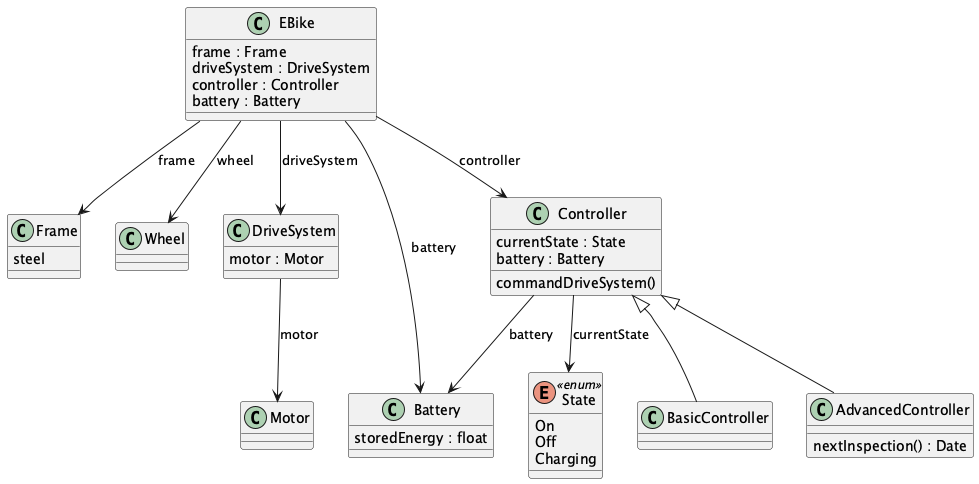 C EBike
frame : Frame
driveSystem : DriveSystem
controller : Controller
battery : Battery
frame
wheel
driveSystem
controller
battery
C Frame
steel
C Wheel
C DriveSystem
motor : Motor
C Controller
currentState : State
battery : Battery
commandDriveSystem()
motor
battery
currentState
C Motor
C Battery
storedEnergy : float
E «enum»
State
On
Off
Charging
C BasicController
C AdvancedController
nextInspection() : Date